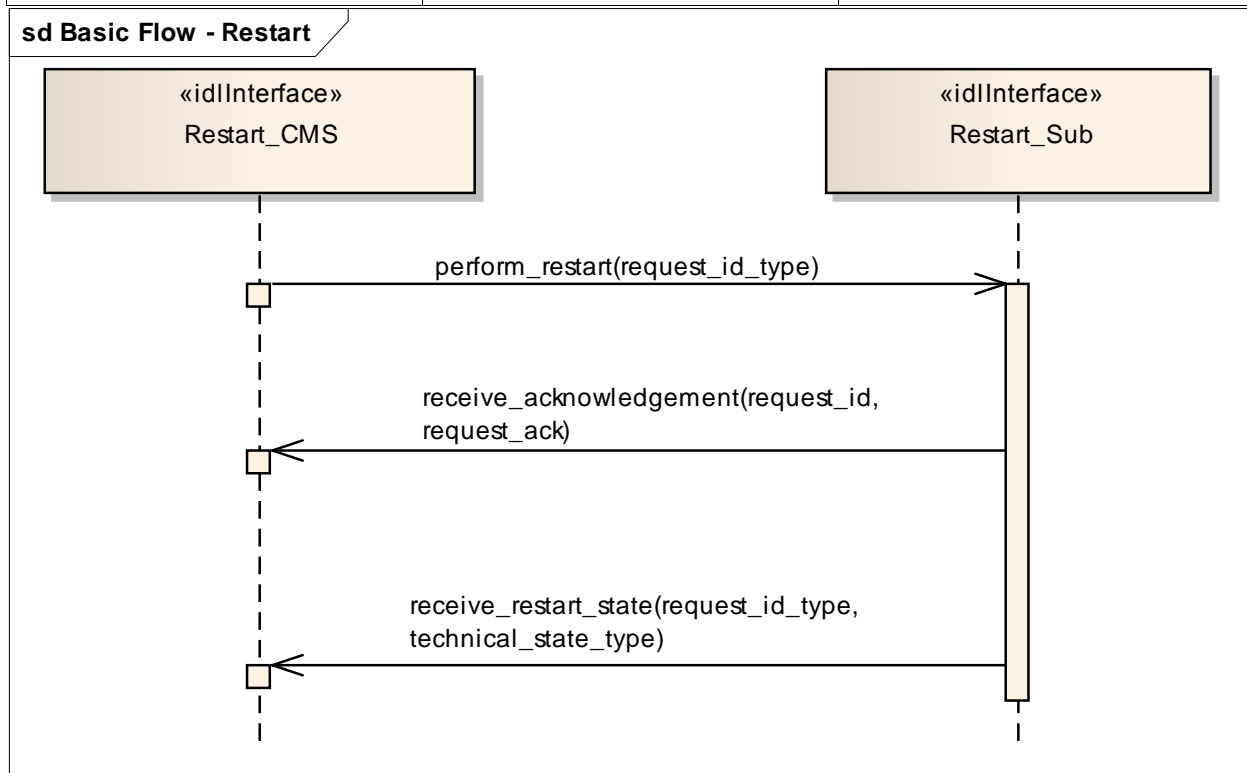 sd Basic Flow - Restart
«idlInterface»
Restart_CMS
«idlInterface»
Restart_Sub
perform_restart(request_id_type)
receive_acknowledgement(request_id,
request_ack)
receive_restart_state(request_id_type,
technical_state_type)